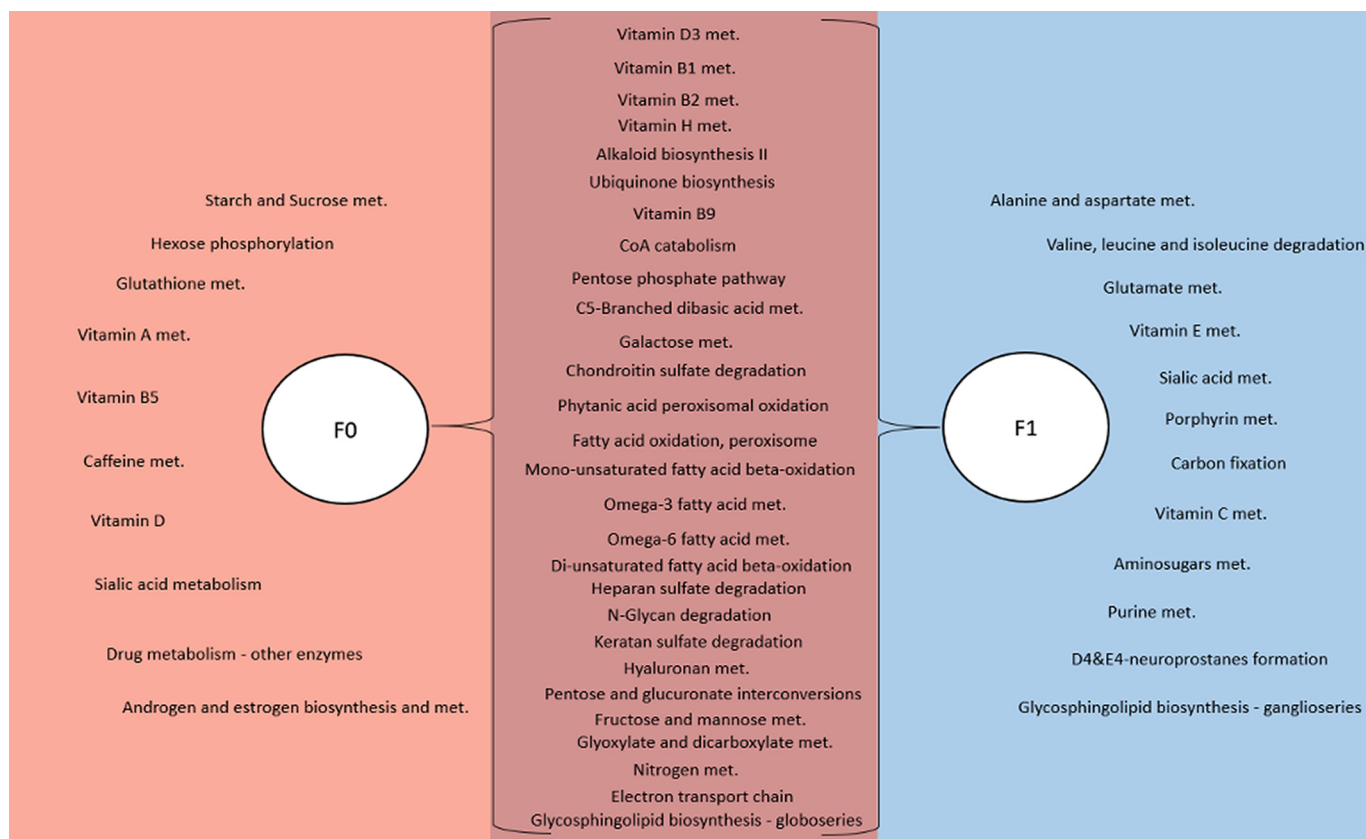 Starch and Sucrose met.
Hexose phosphorylation
Glutathione met.
Vitamin A met.
Vitamin B5
Caffeine met.
Vitamin D
Sialic acid metabolism
Drug metabolism - other enzymes
Androgen and estrogen biosynthesis and met.
F0
Vitamin D3 met.
Vitamin B1 met.
Vitamin B2 met.
Vitamin H met.
Alkaloid biosynthesis II
Ubiquinone biosynthesis
Vitamin B9
CoA catabolism
Pentose phosphate pathway
C5-Branched dibasic acid met.
Galactose met.
Chondroitin sulfate degradation
Phytanic acid peroxisomal oxidation
Fatty acid oxidation, peroxisome
Mono-unsaturated fatty acid beta-oxidation
Omega-3 fatty acid met.
Omega-6 fatty acid met.
Di-unsaturated fatty acid beta-oxidation
Heparan sulfate degradation
N-Glycan degradation
Keratan sulfate degradation
Hyaluronan met.
Pentose and glucuronate interconversions
Fructose and mannose met.
Glyoxylate and dicarboxylate met.
Nitrogen met.
Electron transport chain
Glycosphingolipid biosynthesis - globoseries
F1
Alanine and aspartate met.
Valine, leucine and isoleucine degradation
Glutamate met.
Vitamin E met.
Sialic acid met.
Porphyrin met.
Carbon fixation
Vitamin C met.
Aminosugars met.
Purine met.
D4&E4-neuroprostanes formation
Glycosphingolipid biosynthesis - ganglioseries